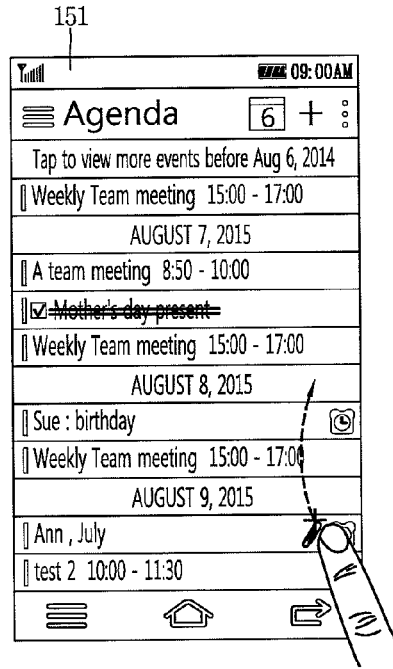 151
09:00AM
Agenda 6 +
Tap to view more events before Aug 6, 2014
Weekly Team meeting 15:00 - 17:00
AUGUST 7, 2015
A team meeting 8:50 - 10:00
Mother's day present
Weekly Team meeting 15:00 - 17:00
AUGUST 8, 2015
Sue : birthday
Weekly Team meeting 15:00 - 17:00
AUGUST 9, 2015
Ann , July
test 2 10:00 - 11:30